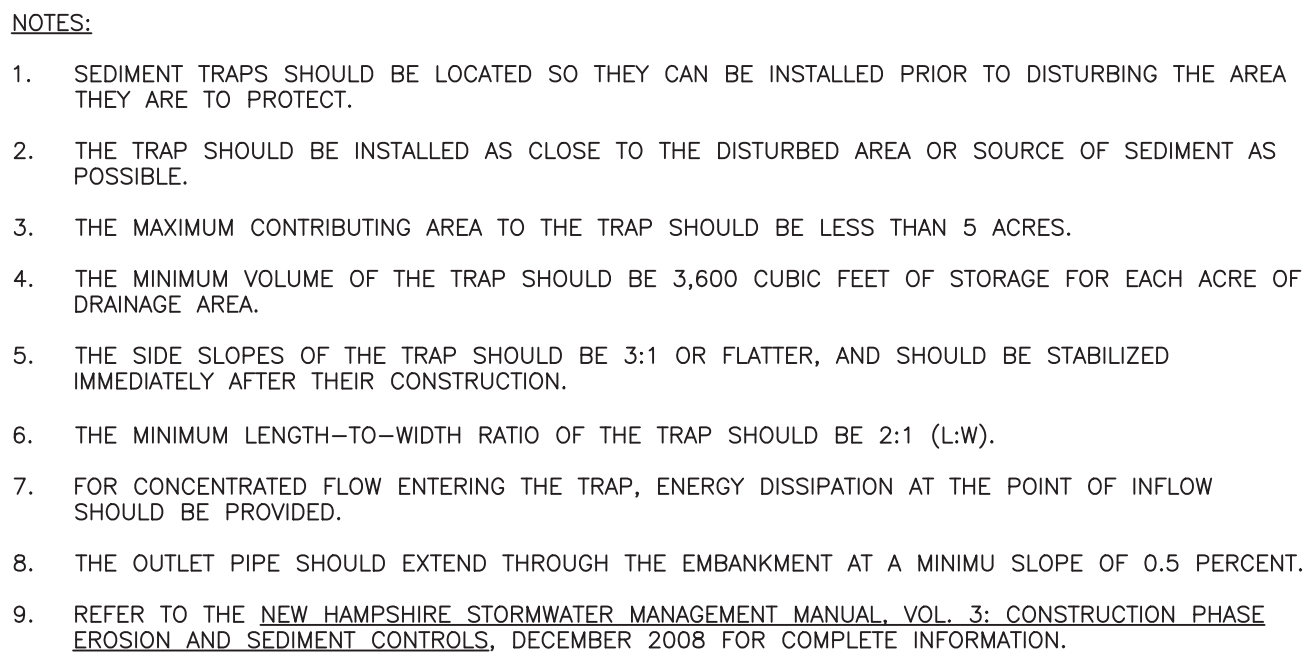 NOTES:
1. SEDIMENT TRAPS SHOULD BE LOCATED SO THEY CAN BE INSTALLED PRIOR TO DISTURBING THE AREA
THEY ARE TO PROTECT.
2. THE TRAP SHOULD BE INSTALLED AS CLOSE TO THE DISTURBED AREA OR SOURCE OF SEDIMENT AS
POSSIBLE.
3. THE MAXIMUM CONTRIBUTING AREA TO THE TRAP SHOULD BE LESS THAN 5 ACRES.
4. THE MINIMUM VOLUME OF THE TRAP SHOULD BE 3,600 CUBIC FEET OF STORAGE FOR EACH ACRE OF
DRAINAGE AREA.
5. THE SIDE SLOPES OF THE TRAP SHOULD BE 3:1 OR FLATTER, AND SHOULD BE STABILIZED
IMMEDIATELY AFTER THEIR CONSTRUCTION.
6. THE MINIMUM LENGTH–TO–WIDTH RATIO OF THE TRAP SHOULD BE 2:1 (L:W).
7. FOR CONCENTRATED FLOW ENTERING THE TRAP, ENERGY DISSIPATION AT THE POINT OF INFLOW
SHOULD BE PROVIDED.
8. THE OUTLET PIPE SHOULD EXTEND THROUGH THE EMBANKMENT AT A MINIMU SLOPE OF 0.5 PERCENT.
9. REFER TO THE NEW HAMPSHIRE STORMWATER MANAGEMENT MANUAL, VOL. 3: CONSTRUCTION PHASE
EROSION AND SEDIMENT CONTROLS, DECEMBER 2008 FOR COMPLETE INFORMATION.